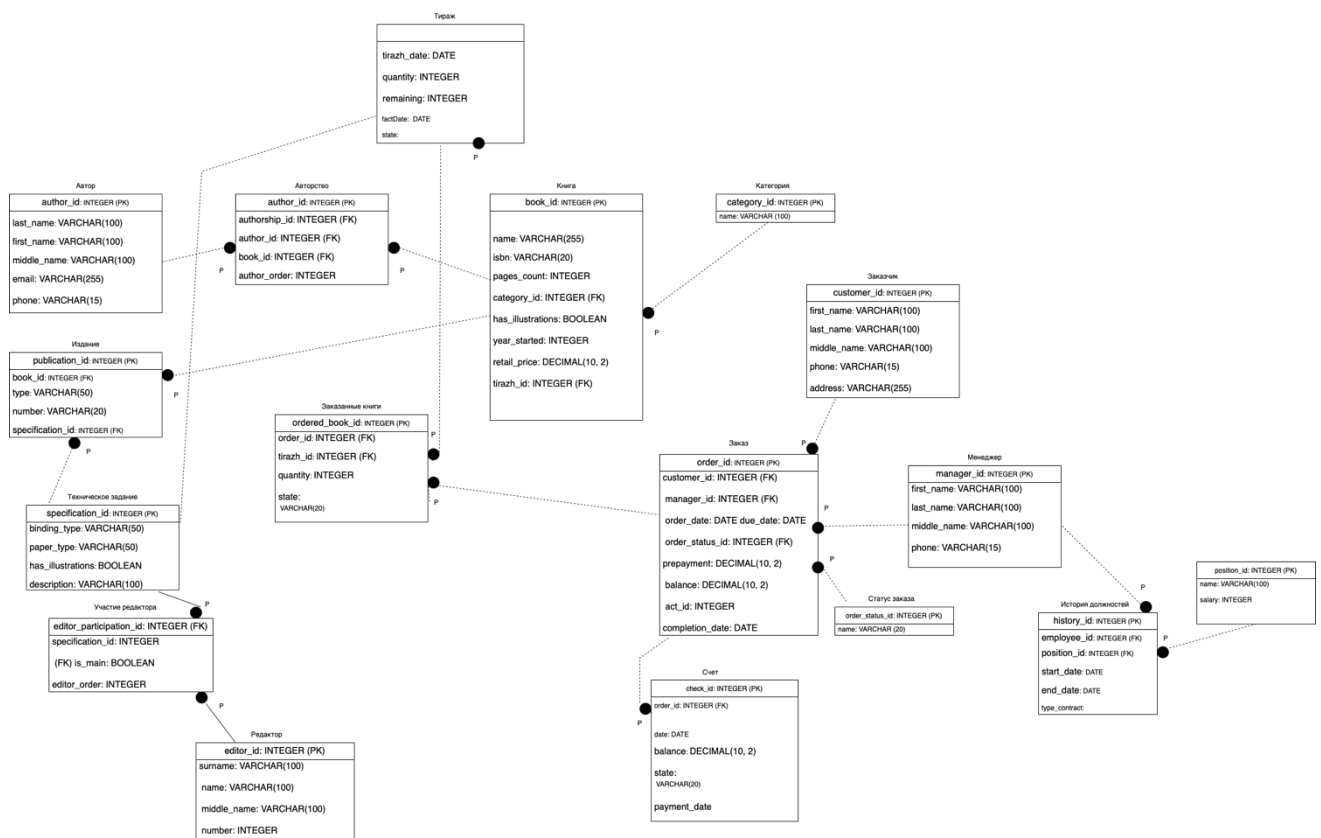 Тираж
tirazh_date: DATE
quantity: INTEGER
remaining: INTEGER
factDate: DATE
state:
P
Автор
author_id: INTEGER (PK)
last_name: VARCHAR(100)
first_name: VARCHAR(100)
middle_name: VARCHAR(100)
email: VARCHAR(255)
phone: VARCHAR(15)
P
Авторство
author_id: INTEGER (PK)
authorship_id: INTEGER (FK)
author_id: INTEGER (FK)
book_id: INTEGER (FK)
author_order: INTEGER
P
Книга
book_id: INTEGER (PK)
name: VARCHAR(255)
isbn: VARCHAR(20)
pages_count: INTEGER
category_id: INTEGER (FK)
has_illustrations: BOOLEAN
year_started: INTEGER
retail_price: DECIMAL(10, 2)
tirazh_id: INTEGER (FK)
P
Категория
category_id: INTEGER (PK)
name: VARCHAR (100)
Заказчик
customer_id: INTEGER (PK)
first_name: VARCHAR(100)
last_name: VARCHAR(100)
middle_name: VARCHAR(100)
phone: VARCHAR(15)
address: VARCHAR(255)
Издание
publication_id: INTEGER (PK)
book_id: INTEGER (FK)
type: VARCHAR(50)
number: VARCHAR(20)
specification_id: INTEGER (FK)
P
P
Заказанные книги
ordered_book_id: INTEGER (PK)
order_id: INTEGER (FK)
tirazh_id: INTEGER (FK)
quantity: INTEGER
state:
VARCHAR(20)
P
P
Заказ
P
order_id: INTEGER (PK)
customer_id: INTEGER (FK)
manager_id: INTEGER (FK)
order_date: DATE due_date: DATE
order_status_id: INTEGER (FK)
prepayment: DECIMAL(10, 2)
balance: DECIMAL(10, 2)
act_id: INTEGER
completion_date: DATE
P
P
Менеджер
manager_id: INTEGER (PK)
first_name: VARCHAR(100)
last_name: VARCHAR(100)
middle_name: VARCHAR(100)
phone: VARCHAR(15)
Техническое задание
specification_id: INTEGER (PK)
binding_type: VARCHAR(50)
paper_type: VARCHAR(50)
has_illustrations: BOOLEAN
description: VARCHAR(100)
position_id: INTEGER (PK)
name: VARCHAR(100)
salary: INTEGER
Статус заказа
order_status_id: INTEGER (PK)
name: VARCHAR (20)
История должностей
P
history_id: INTEGER (PK)
employee_id: INTEGER (FK)
position_id: INTEGER (FK)
start_date: DATE
end_date: DATE
type_contract:
P
Участие редактора
P
editor_participation_id: INTEGER (FK)
specification_id: INTEGER
(FK) is_main: BOOLEAN
editor_order: INTEGER
P
Счет
check_id: INTEGER (PK)
order_id: INTEGER (FK)
P
date: DATE
balance: DECIMAL(10, 2)
state:
VARCHAR(20)
payment_date
Редактор
editor_id: INTEGER (PK)
surname: VARCHAR(100)
name: VARCHAR(100)
middle_name: VARCHAR(100)
number: INTEGER